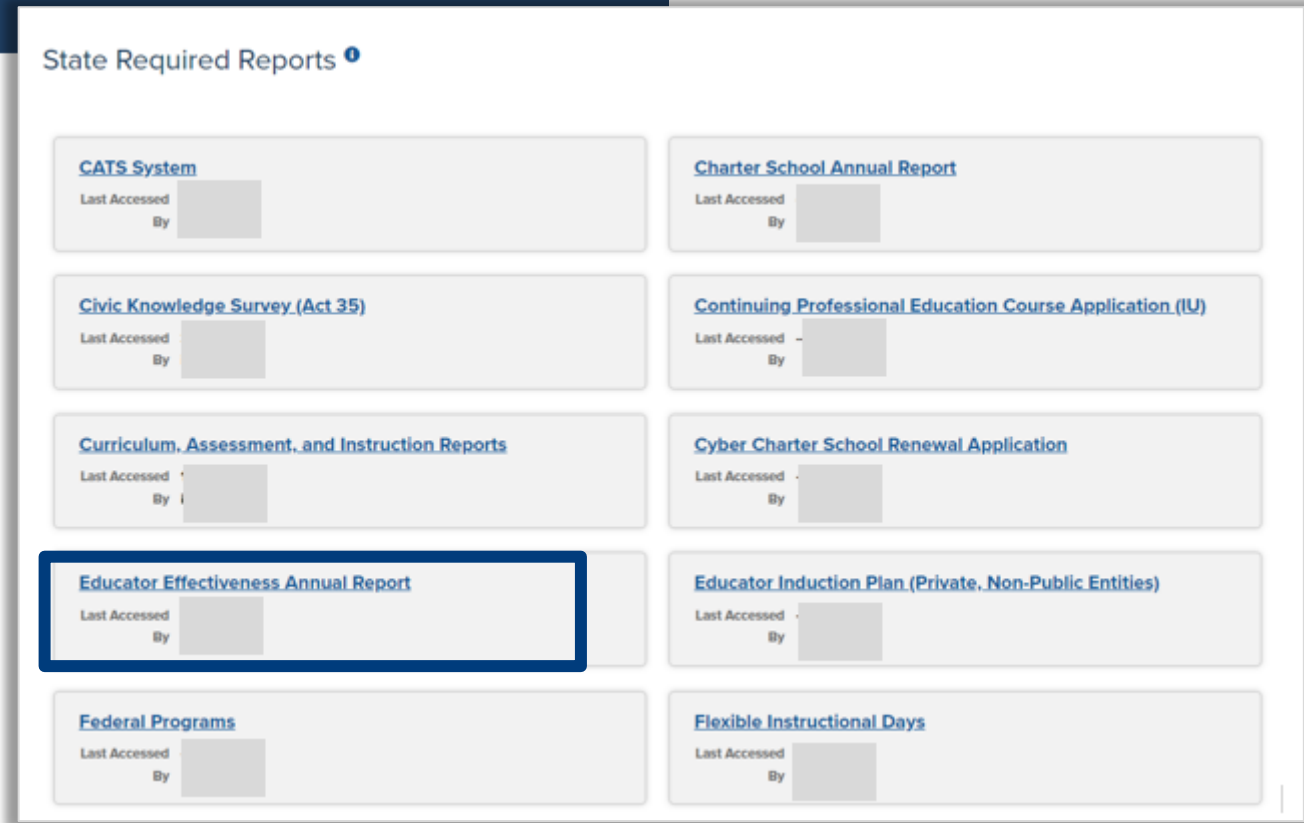 State Required Reports
CATS System
Last Accessed
By
Charter School Annual Report
Last Accessed
By
Civic Knowledge Survey (Act 35)
Last Accessed
By
Continuing Professional Education Course Application (IU)
Last Accessed –
By
Curriculum, Assessment, and Instruction Reports
Last Accessed
By
Cyber Charter School Renewal Application
Last Accessed
By
Educator Effectiveness Annual Report
Last Accessed
By
Educator Induction Plan (Private, Non-Public Entities)
Last Accessed
By
Federal Programs
Last Accessed
By
Flexible Instructional Days
Last Accessed
By